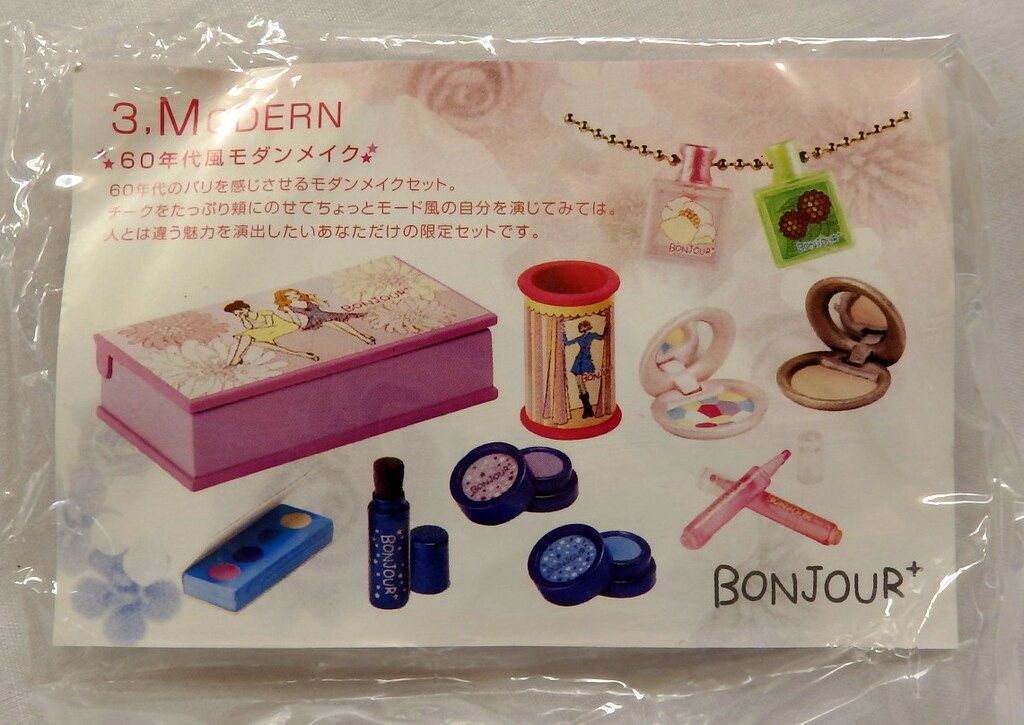 3, MODERN
★60年代風モダンメイク★
60年代のパリを感じさせるモダンメイクセット。
チークをたっぷり頬にのせてちょっとモード風の自分を演じてみては。
人とは違う魅力を演出したいあなただけの限定セットです。
BONJOUR+
BONJOUR+
BONJOUR+
BONJ
BONJOUR+
BONJOUR+
BONJOUR+